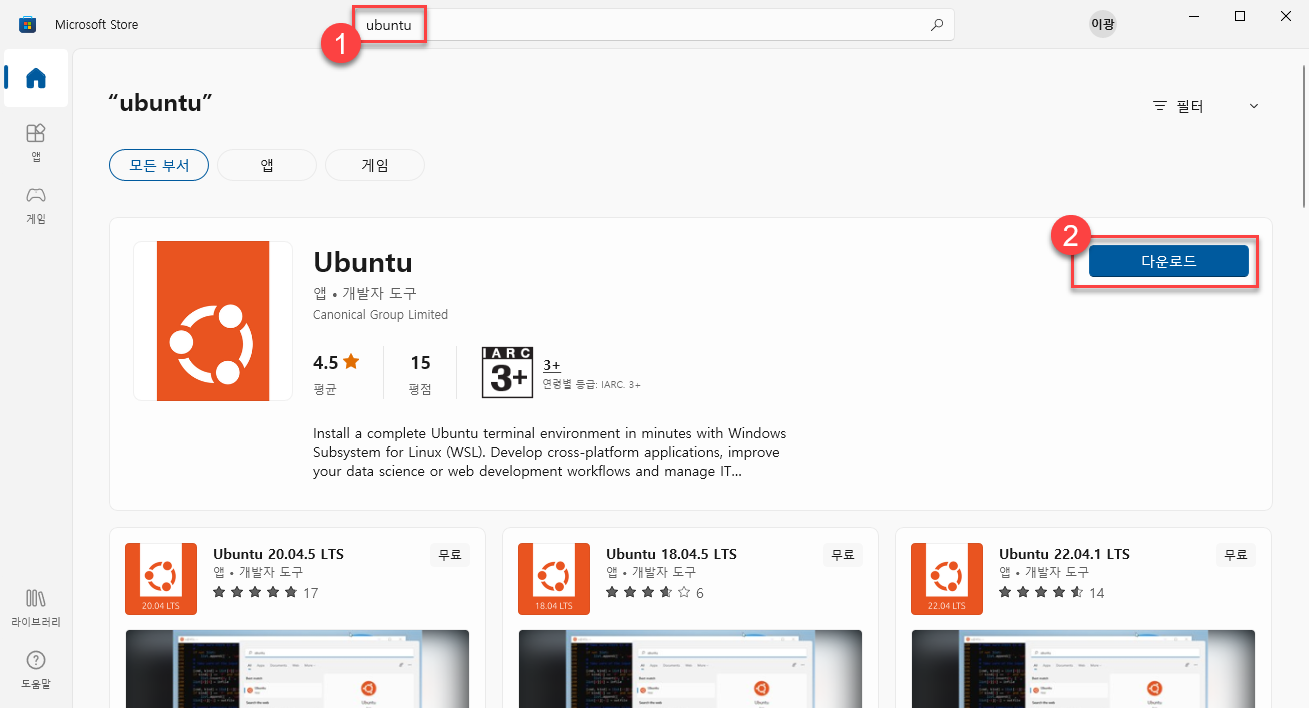 Microsoft Store
ubuntu
이광
1
앱
게임
라이브러리
도움말
“ubuntu”
필터
모든 부서
앱
게임
2
다운로드
Ubuntu
앱 • 개발자 도구
Canonical Group Limited
4.5
평균
15
평점
IARC
3+
3+
연령별 등급: IARC. 3+
Install a complete Ubuntu terminal environment in minutes with Windows
Subsystem for Linux (WSL). Develop cross-platform applications, improve
your data science or web development workflows and manage IT...
20.04 LTS
Ubuntu 20.04.5 LTS
무료
앱 • 개발자 도구
17
18.04 LTS
Ubuntu 18.04.5 LTS
무료
앱 • 개발자 도구
6
22.04 LTS
Ubuntu 22.04.1 LTS
무료
앱 • 개발자 도구
14